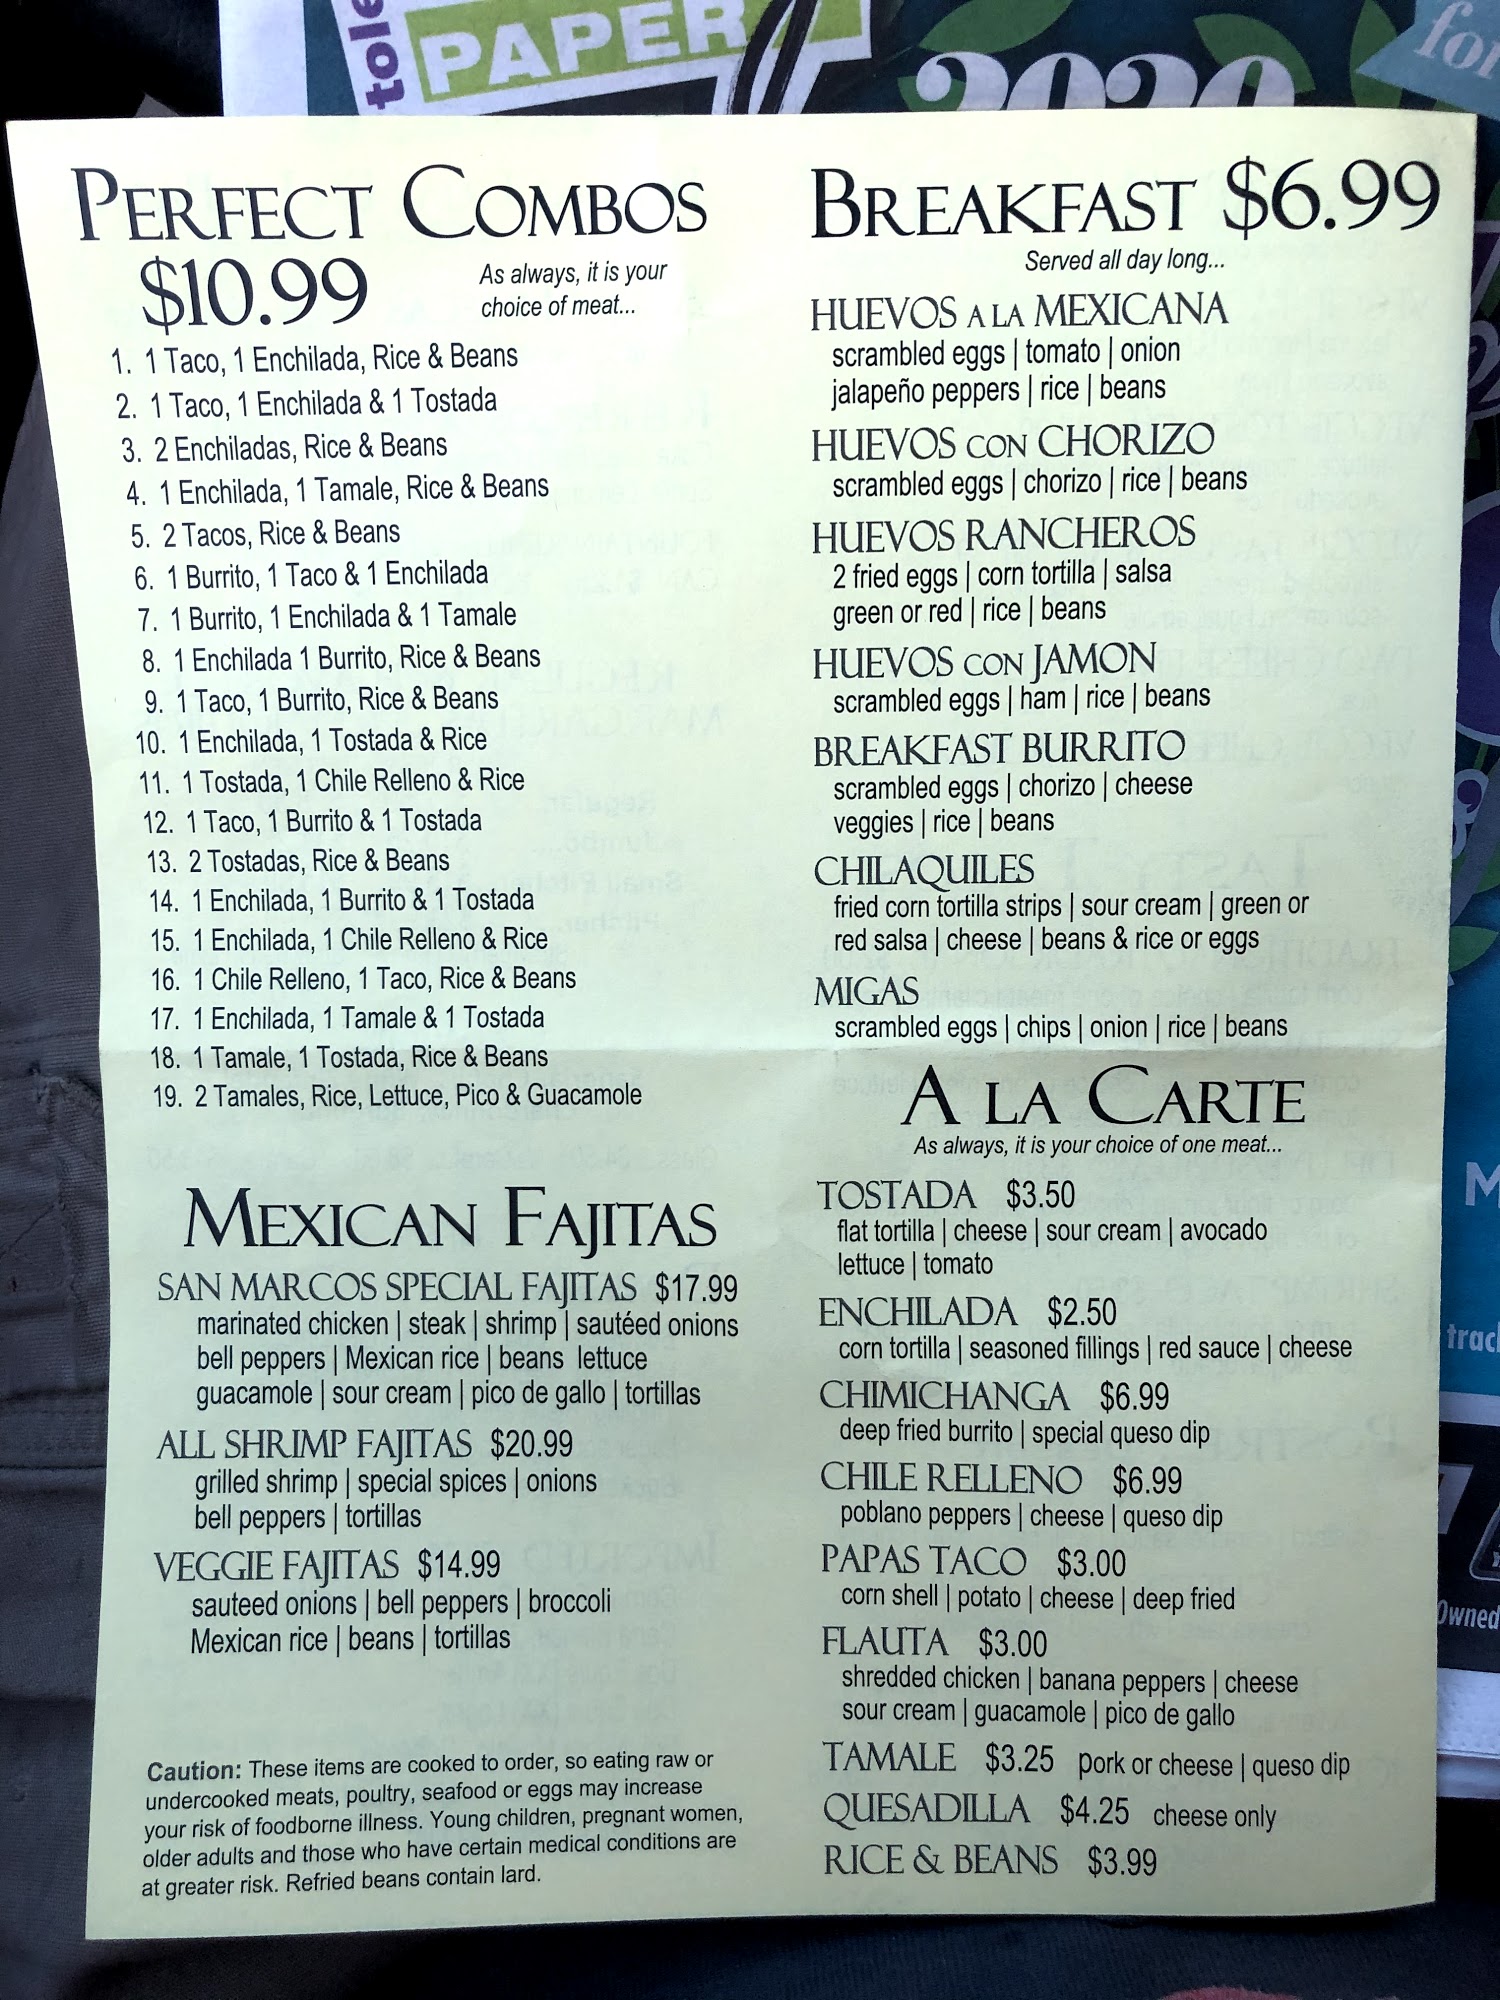 tole
PAPER
2020
for
PERFECT COMBOS
$10.99
As always, it is your
choice of meat...
1. 1 Taco, 1 Enchilada, Rice & Beans
2. 1 Taco, 1 Enchilada & 1 Tostada
3. 2 Enchiladas, Rice & Beans
4. 1 Enchilada, 1 Tamale, Rice & Beans
5. 2 Tacos, Rice & Beans
6. 1 Burrito, 1 Taco & 1 Enchilada
7. 1 Burrito, 1 Enchilada & 1 Tamale
8. 1 Enchilada 1 Burrito, Rice & Beans
9. 1 Taco, 1 Burrito, Rice & Beans
10. 1 Enchilada, 1 Tostada & Rice
11. 1 Tostada, 1 Chile Relleno & Rice
12. 1 Taco, 1 Burrito & 1 Tostada
13. 2 Tostadas, Rice & Beans
14. 1 Enchilada, 1 Burrito & 1 Tostada
15. 1 Enchilada, 1 Chile Relleno & Rice
16. 1 Chile Relleno, 1 Taco, Rice & Beans
17. 1 Enchilada, 1 Tamale & 1 Tostada
18. 1 Tamale, 1 Tostada, Rice & Beans
19. 2 Tamales, Rice, Lettuce, Pico & Guacamole
MEXICAN FAJITAS
SAN MARCOS SPECIAL FAJITAS $17.99
marinated chicken | steak | shrimp | sautéed onions
bell peppers | Mexican rice | beans lettuce
guacamole | sour cream | pico de gallo | tortillas
ALL SHRIMP FAJITAS $20.99
grilled shrimp | special spices | onions
bell peppers | tortillas
VEGGIE FAJITAS $14.99
sauteed onions | bell peppers | broccoli
Mexican rice | beans | tortillas
Caution: These items are cooked to order, so eating raw or
undercooked meats, poultry, seafood or eggs may increase
your risk of foodborne illness. Young children, pregnant women,
older adults and those who have certain medical conditions are
at greater risk. Refried beans contain lard.
BREAKFAST $6.99
Served all day long...
HUEVOS A LA MEXICANA
scrambled eggs | tomato | onion
jalapeño peppers | rice | beans
HUEVOS CON CHORIZO
scrambled eggs | chorizo | rice | beans
HUEVOS RANCHEROS
2 fried eggs | corn tortilla | salsa
green or red | rice | beans
HUEVOS CON JAMON
scrambled eggs | ham | rice | beans
BREAKFAST BURRITO
scrambled eggs | chorizo | cheese
veggies | rice | beans
CHILAQUILES
fried corn tortilla strips | sour cream | green or
red salsa | cheese | beans & rice or eggs
MIGAS
scrambled eggs | chips | onion | rice | beans
A LA CARTE
As always, it is your choice of one meat...
TOSTADA $3.50
flat tortilla | cheese | sour cream | avocado
lettuce | tomato
ENCHILADA $2.50
corn tortilla | seasoned fillings | red sauce | cheese
CHIMICHANGA $6.99
deep fried burrito | special queso dip
CHILE RELLENO $6.99
poblano peppers | cheese | queso dip
PAPAS TACO $3.00
corn shell | potato | cheese | deep fried
FLAUTA $3.00
shredded chicken | banana peppers | cheese
sour cream | guacamole | pico de gallo
TAMALE $3.25 pork or cheese | queso dip
QUESADILLA $4.25 cheese only
RICE & BEANS $3.99
M
trac
Owned